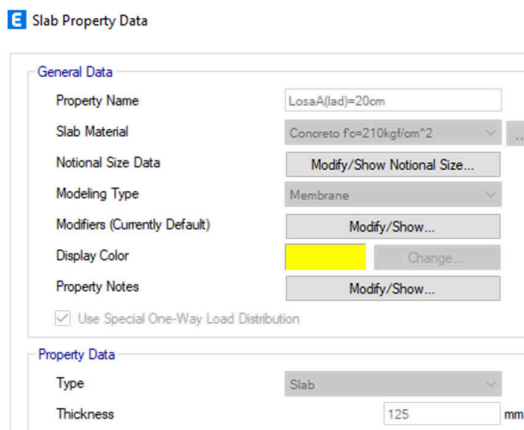 E Slab Property Data
General Data
Property Name LosaA(lad)=20cm
Slab Material Concreto f'c=210kgf/cm^2 ...
Notional Size Data Modify/Show Notional Size...
Modeling Type Membrane
Modifiers (Currently Default) Modify/Show...
Display Color Change...
Property Notes Modify/Show...
Use Special One-Way Load Distribution
Property Data
Type Slab
Thickness 125 mm